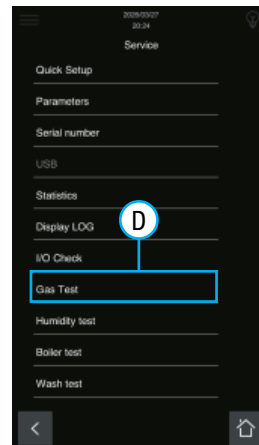 2028/03/27
20:24
Service
Quick Setup
Parameters
Serial number
USB
Statistics
Display LOG
D
I/O Check
Gas Test
Humidity test
Boiler test
Wash test